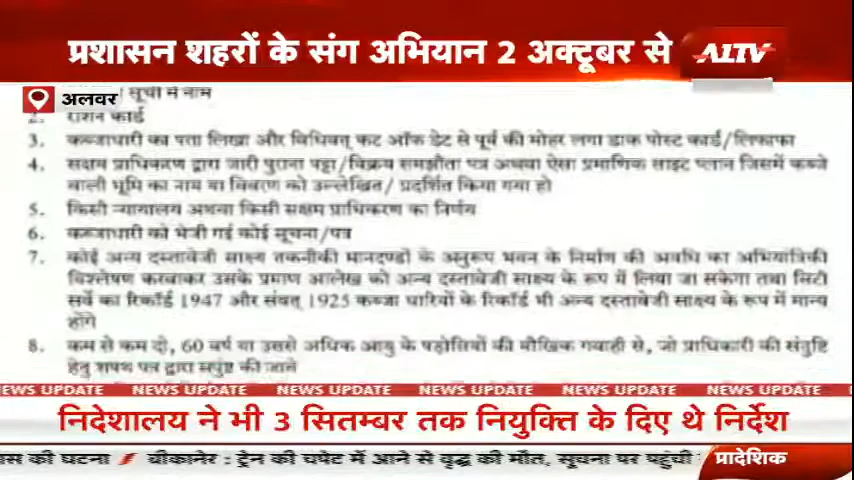 प्रशासन शहरों के संग अभियान 2 अक्टूबर से
ALTV
अलवर
सूची में नाम
2. राशन कार्ड
3. कब्जाधारी का पता लिखा और विधिवत् कट ऑफ डेट से पूर्व की मोहर लगा डाक पोस्ट कार्ड/लिफाफा
4. सक्षम प्राधिकरण द्वारा जारी पुराना पट्टा/विक्रय समझौता पत्र अथवा ऐसा प्रमाणिक साइट प्लान जिसमें कब्जे
वाली भूमि का नाम या विवरण को उल्लेखित/ प्रदर्शित किया गया हो
5. किसी न्यायालय अथवा किसी सक्षम प्राधिकरण का निर्णय
6. कब्जाधारी को भेजी गई कोई सूचना/पत्र
7. कोई अन्य दस्तावेजी साक्ष्य तकनीकी मानदण्डों के अनुरूप भवन के निर्माण की अवधि का अभियांत्रिकी
विश्लेषण करवाकर उसके प्रमाण आलेख को अन्य दस्तावेजी साक्ष्य के रूप में लिया जा सकेगा तथा सिटी
सर्वे का रिकॉर्ड 1947 और संवत् 1925 कब्जा धारियों के रिकॉर्ड भी अन्य दस्तावेजी साक्ष्य के रूप में मान्य
होंगे
8. कम से कम दो, 60 वर्ष या उससे अधिक आयु के पड़ोसियों की मौखिक गवाही से, जो प्राधिकारी की संतुष्टि
हेतु शपथ पत्र द्वारा सपुष्ट की जावे
NEWS UPDATE NEWS UPDATE NEWS UPDATE NEWS UPDATE NEWS UPDATE NEWS UPDATE
निदेशालय ने भी 3 सितम्बर तक नियुक्ति के दिए थे निर्देश
की घटना बीकानेर : ट्रेन की चपेट में आने से वृद्ध की मौत, सूचना पर पहुंची
प्रादेशिक